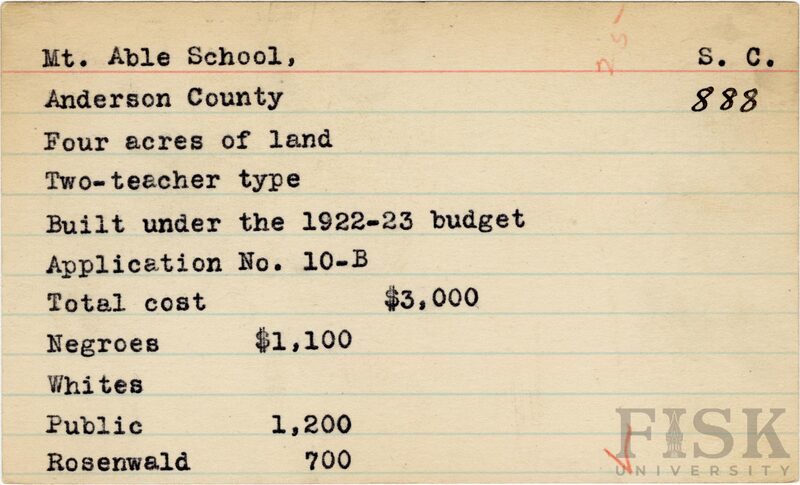 25
Mt. Able School, S. C.
Anderson County 888
Four acres of land
Two-teacher type
Built under the 1922-23 budget
Application No. 10-B
Total cost $3,000
Negroes $1,100
Whites
Public 1,200
Rosenwald 700
FISK
UNIVERSITY